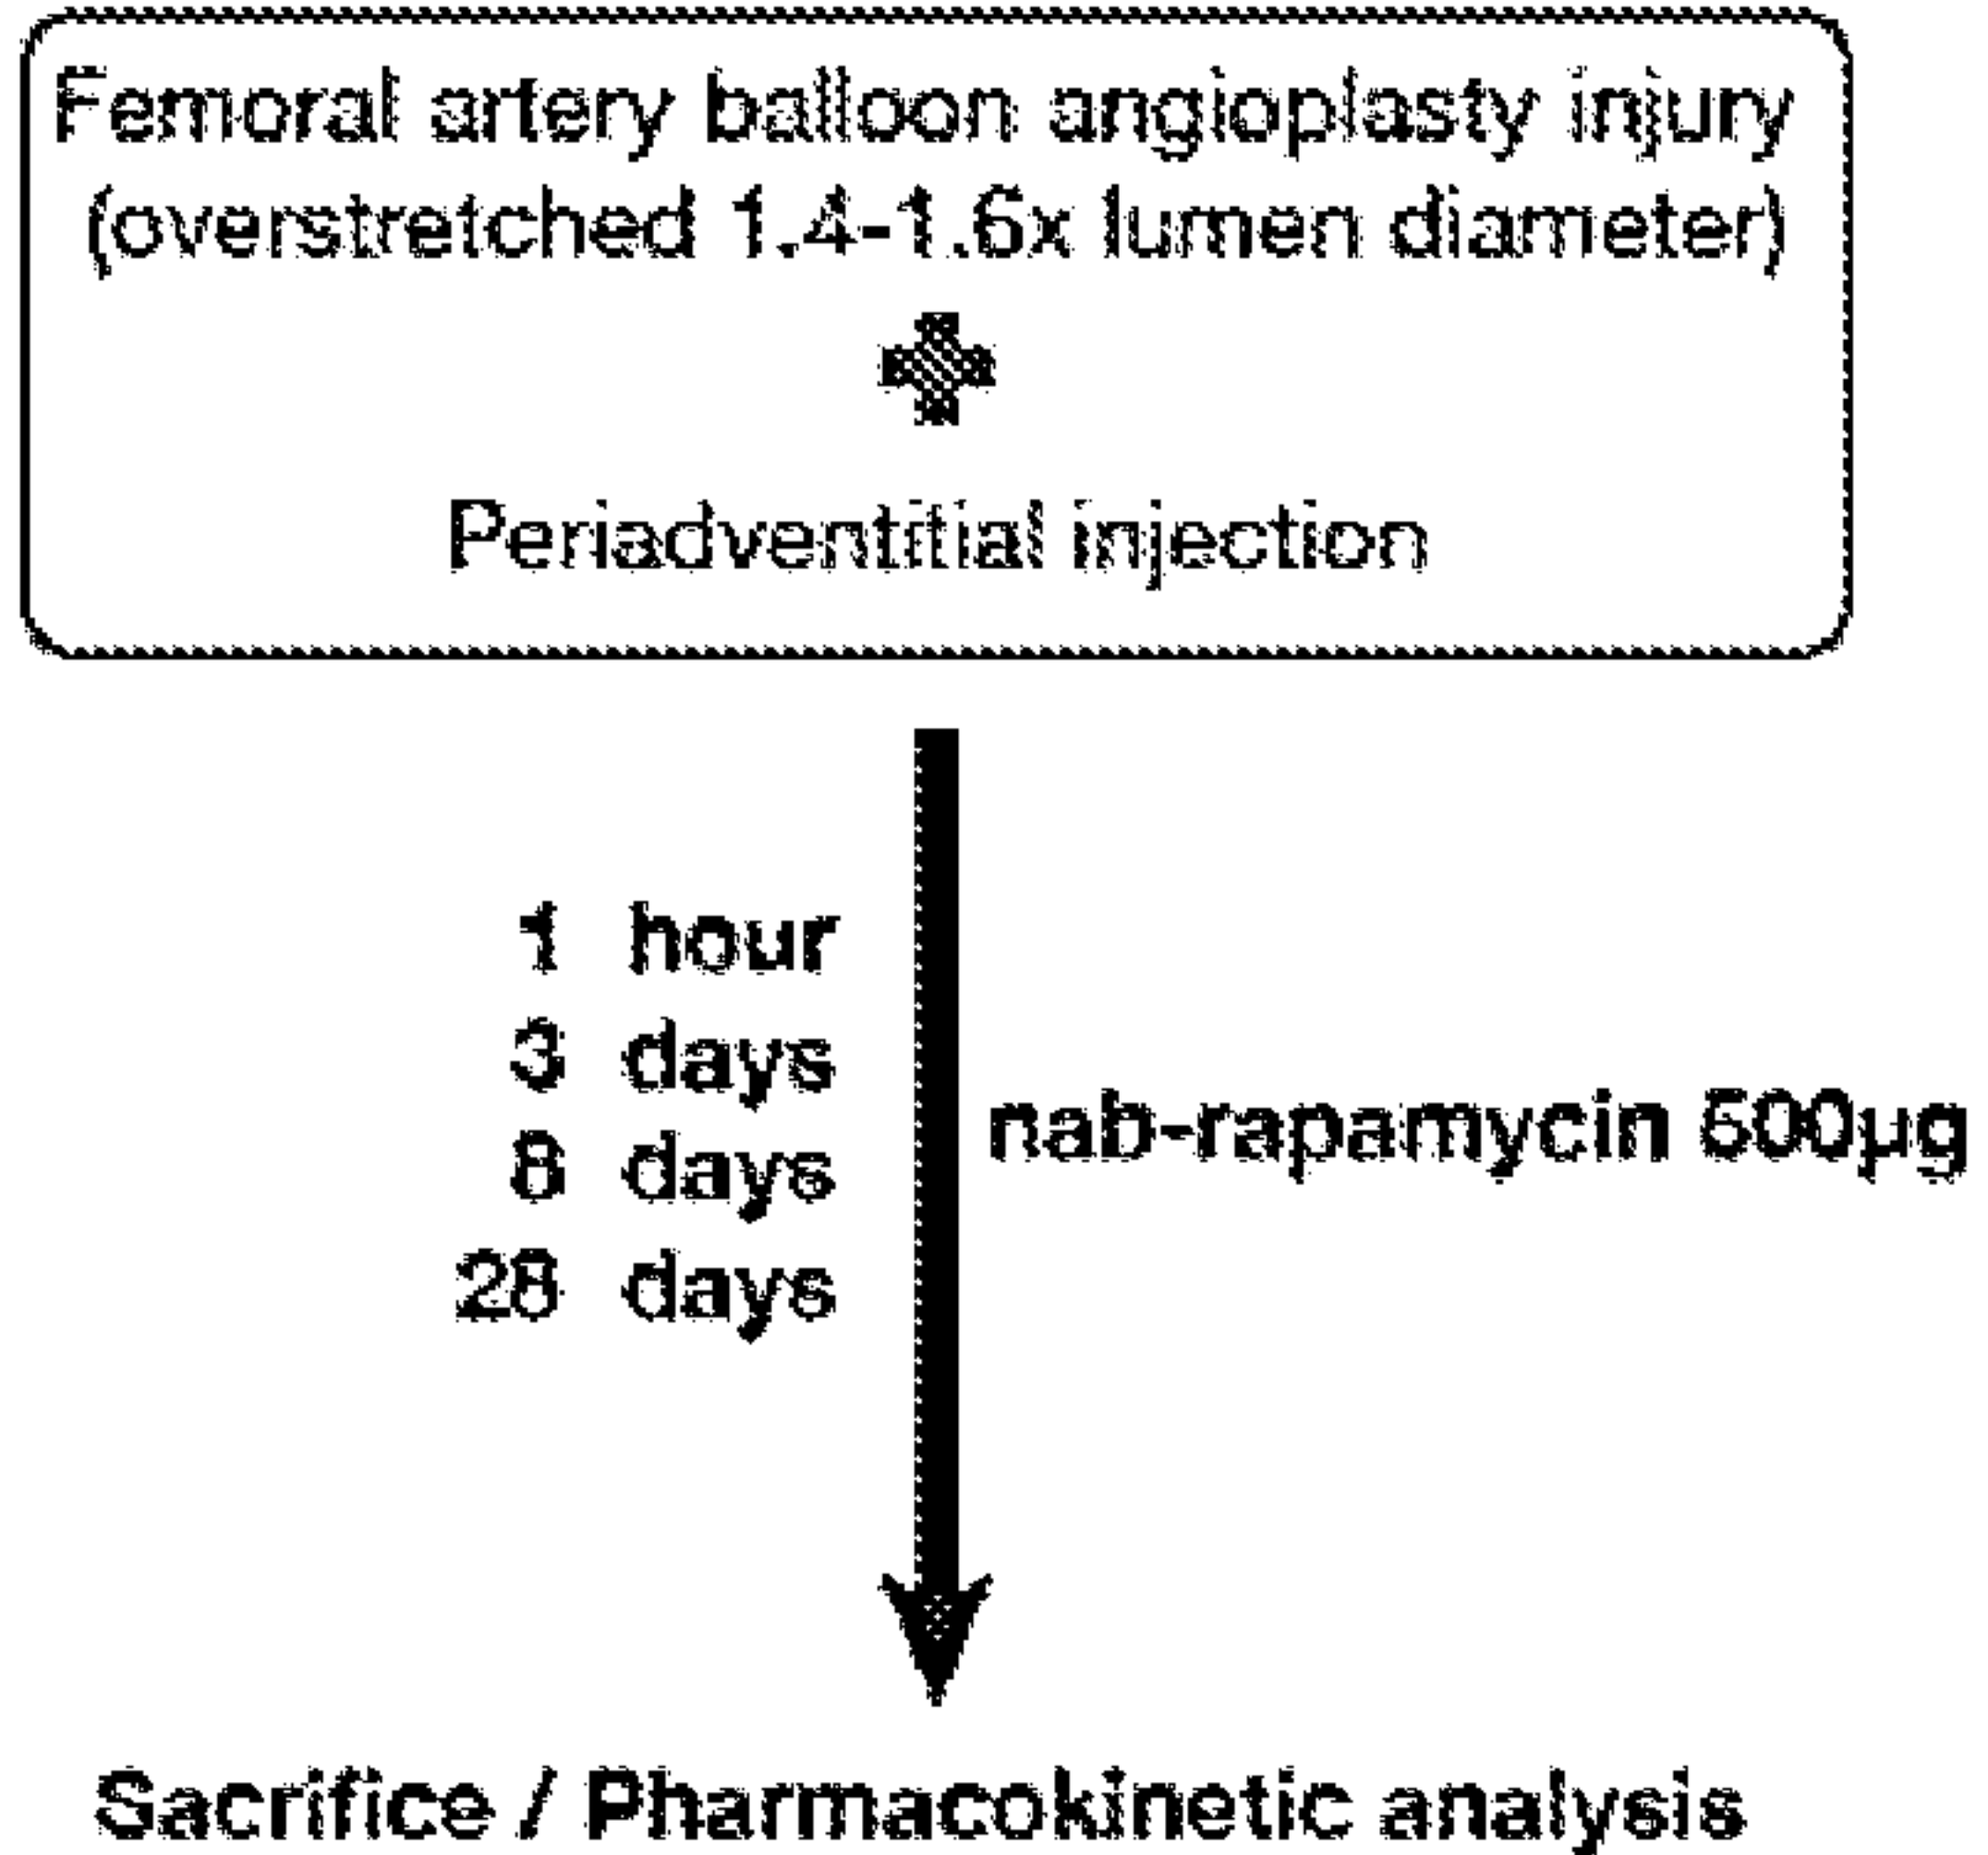 Femoral artery balloon angioplasty injury
(overstretched 1.4-1.6x lumen diameter)
Periadventitial injection
1 hour
3 days
8 days
28 days
nab-rapamycin 500µg
Sacrifice / Pharmacokinetic analysis